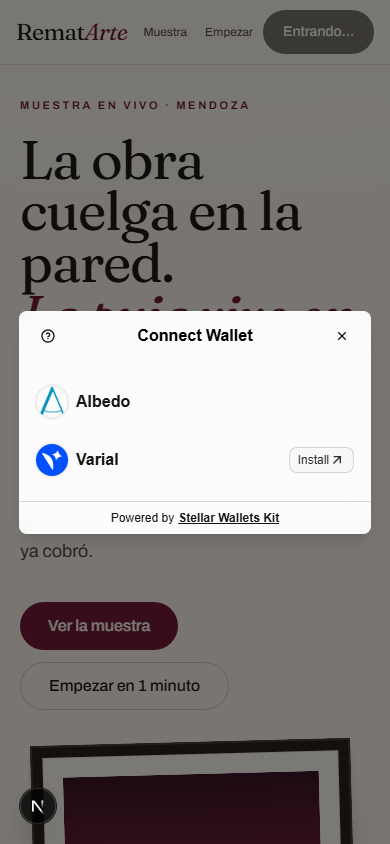 RematArte Muestra Empezar Entrando...
MUESTRA EN VIVO · MENDOZA
La obra
cuelga en la
pared.
Connect Wallet
Albedo
Varial Install
Powered by Stellar Wallets Kit
ya cobró.
Ver la muestra
Empezar en 1 minuto
N